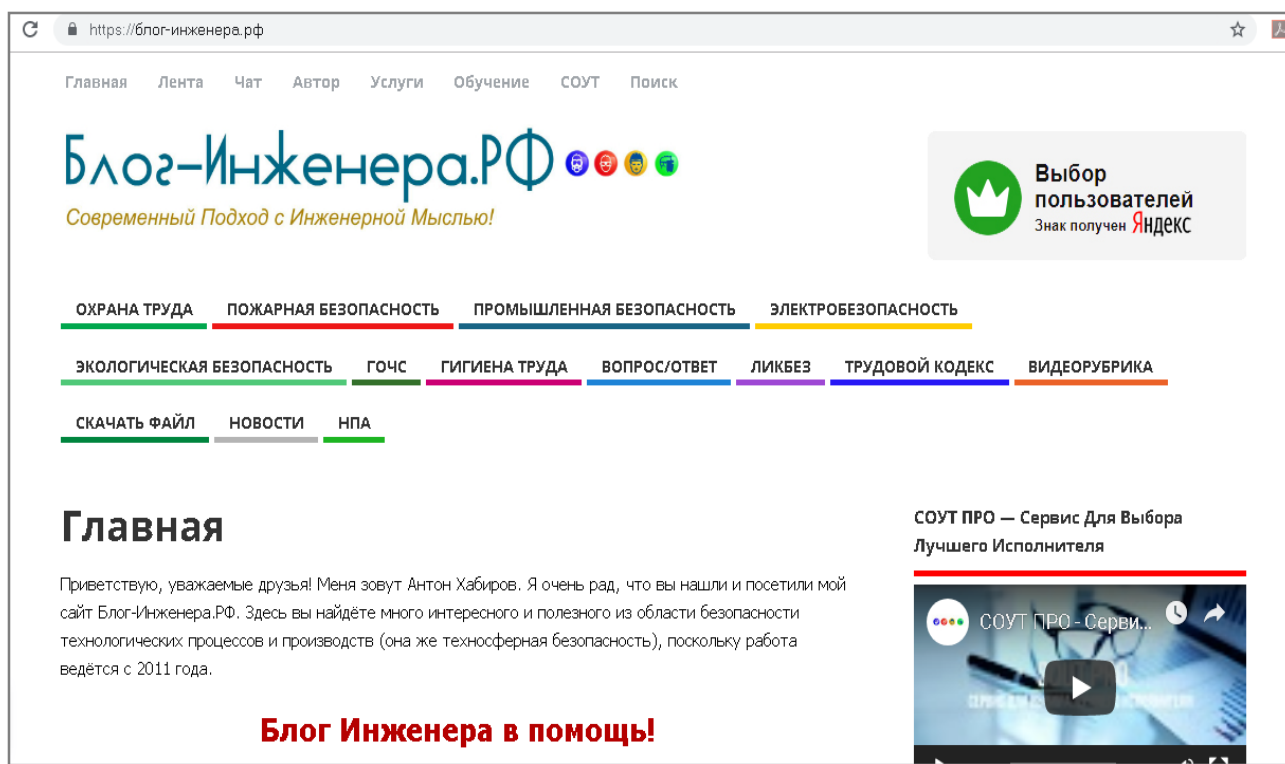 https://блог-инженера.рф
Главная Лента Чат Автор Услуги Обучение СОУТ Поиск
Блог-Инженера.РФ
Современный Подход с Инженерной Мыслью!
Выбор
пользователей
Знак получен Яндекс
ОХРАНА ТРУДА ПОЖАРНАЯ БЕЗОПАСНОСТЬ ПРОМЫШЛЕННАЯ БЕЗОПАСНОСТЬ ЭЛЕКТРОБЕЗОПАСНОСТЬ
ЭКОЛОГИЧЕСКАЯ БЕЗОПАСНОСТЬ ГОЧС ГИГИЕНА ТРУДА ВОПРОС/ОТВЕТ ЛИКБЕЗ ТРУДОВОЙ КОДЕКС ВИДЕОРУБРИКА
СКАЧАТЬ ФАЙЛ НОВОСТИ НПА
Главная
Приветствую, уважаемые друзья! Меня зовут Антон Хабиров. Я очень рад, что вы нашли и посетили мой
сайт Блог-Инженера.РФ. Здесь вы найдёте много интересного и полезного из области безопасности
технологических процессов и производств (она же техносферная безопасность), поскольку работа
ведётся с 2011 года.
Блог Инженера в помощь!
СОУТ ПРО — Сервис Для Выбора
Лучшего Исполнителя
СОУТ ПРО - Серви...